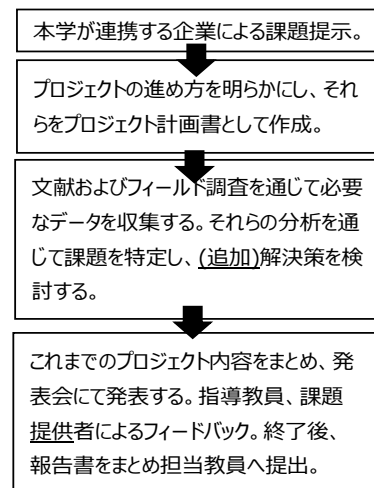 本学が連携する企業による課題提示。
プロジェクトの進め方を明らかにし、それ
らをプロジェクト計画書として作成。
文献およびフィールド調査を通じて必要
なデータを収集する。それらの分析を通
じて課題を特定し、(追加)解決策を検
討する。
これまでのプロジェクト内容をまとめ、発
表会にて発表する。指導教員、課題
提供者によるフィードバック。終了後、
報告書をまとめ担当教員へ提出。